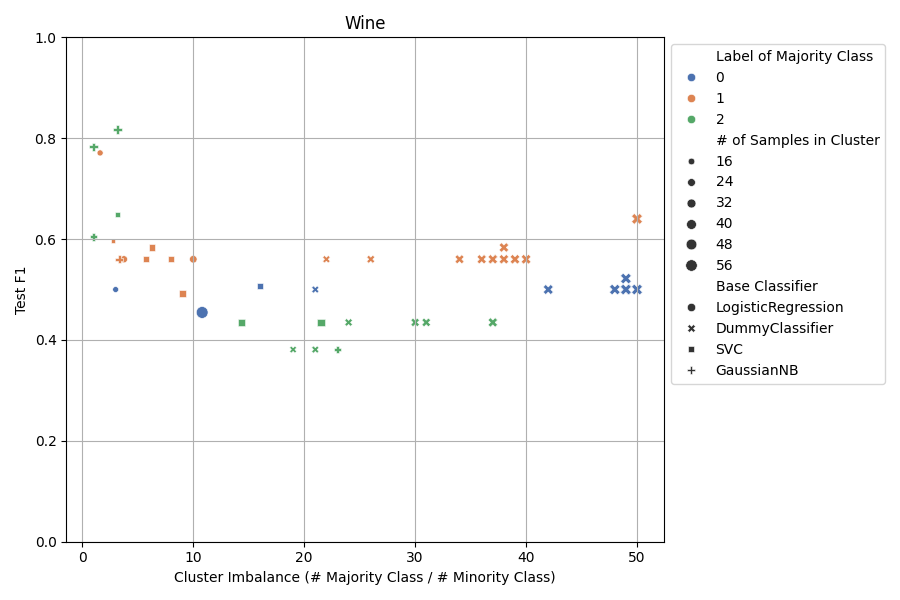 Wine
1.0
0.8
0.6
0.4
0.2
0.0
Test F1
0 10 20 30 40 50
Cluster Imbalance (# Majority Class / # Minority Class)
Label of Majority Class
0
1
2
# of Samples in Cluster
16
24
32
40
48
56
Base Classifier
LogisticRegression
DummyClassifier
SVC
GaussianNB